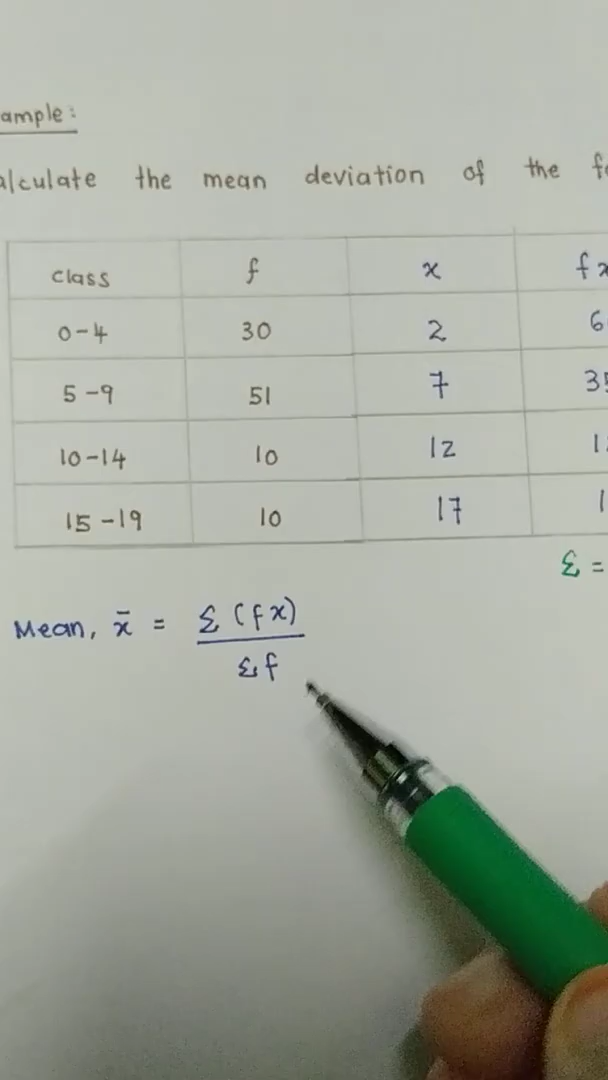 ample:
alculate the mean deviation of the
class f x fx
0-4 30 2
5-9 51 7
10-14 10 12
15-19 10 17
Σ =
Mean, x̄ = Σ(fx)
Σf